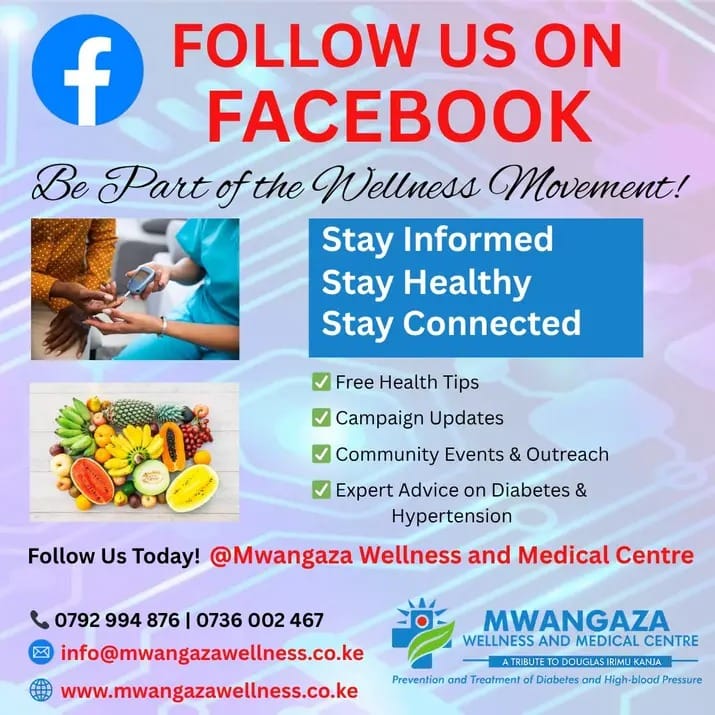 f
FOLLOW US ON
FACEBOOK
Be Part of the Wellness Movement!
Stay Informed
Stay Healthy
Stay Connected
✅ Free Health Tips
✅ Campaign Updates
✅ Community Events & Outreach
✅ Expert Advice on Diabetes &
Hypertension
Follow Us Today! @Mwangaza Wellness and Medical Centre
0792 994 876 | 0736 002 467
info@mwangazawellness.co.ke
www.mwangazawellness.co.ke
MWANGAZA
WELLNESS AND MEDICAL CENTRE
A TRIBUTE TO DOUGLAS IRIMU KANJA
Prevention and Treatment of Diabetes and High-blood Pressure